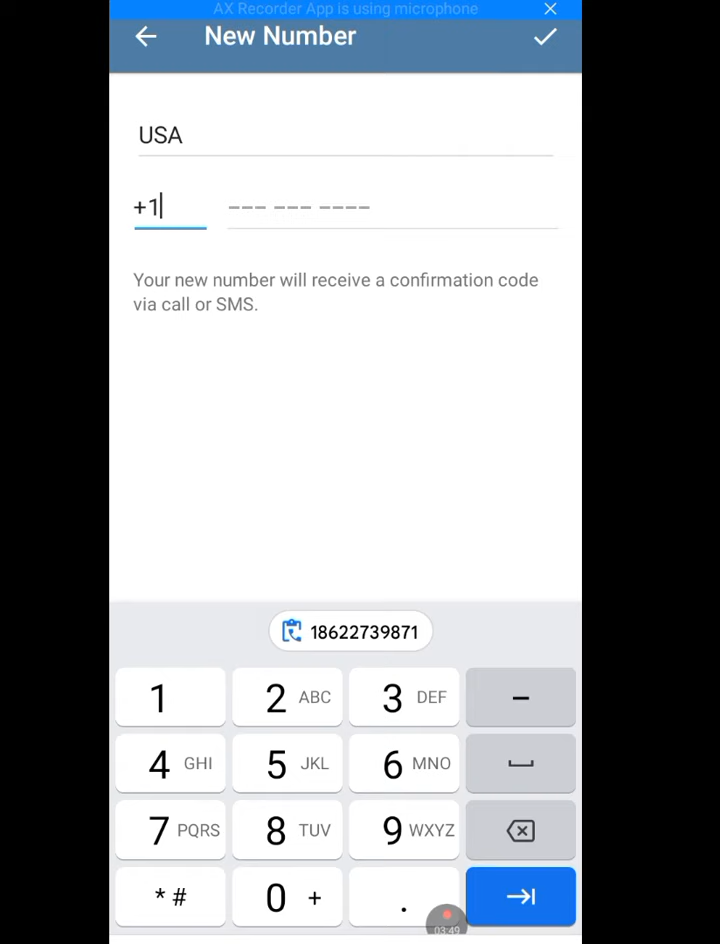 AX Recorder App is using microphone
New Number
USA
+1 --- --- ----
Your new number will receive a confirmation code
via call or SMS.
18622739871
1 2 ABC 3 DEF –
4 GHI 5 JKL 6 MNO
7 PQRS 8 TUV 9 WXYZ
* # 0 + .
03:49